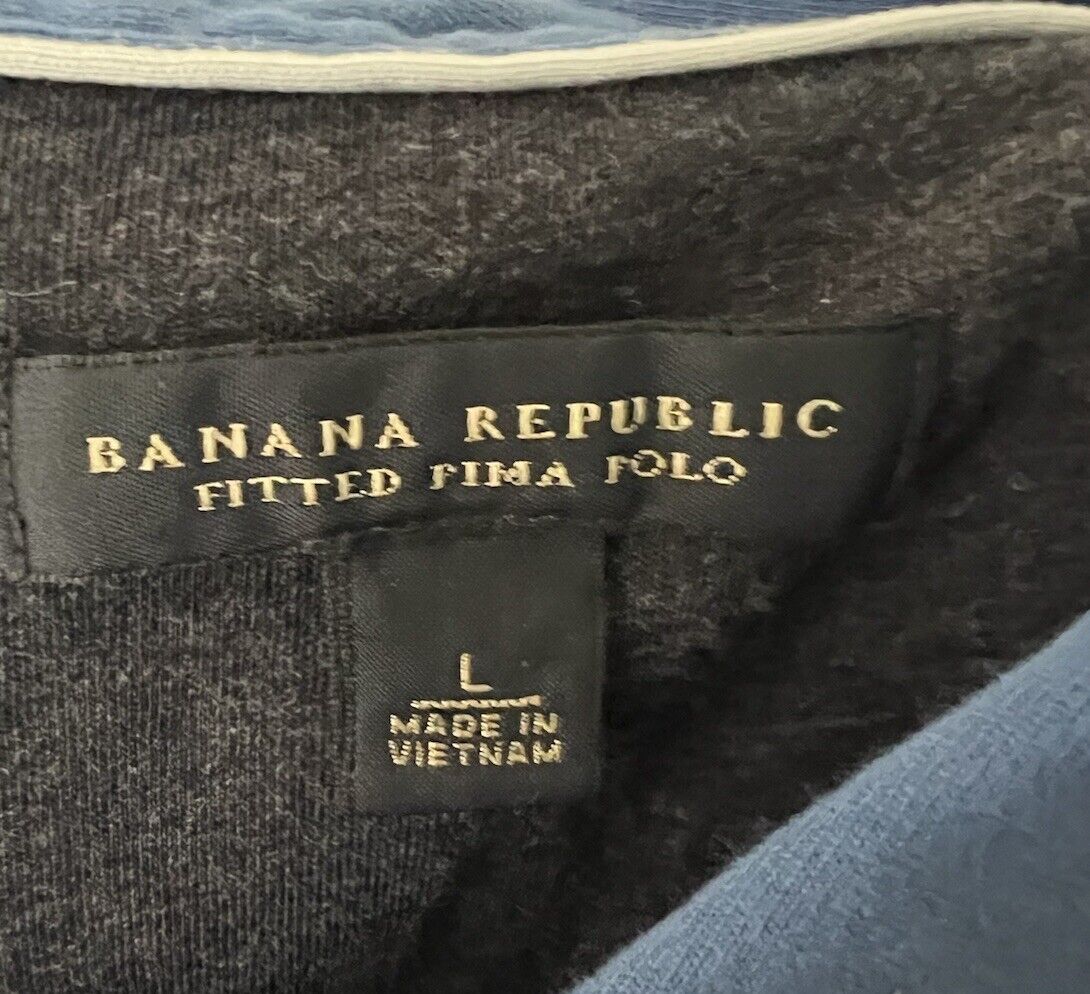 BANANA REPUBLIC
FITTED PIMA POLO
L
MADE IN
VIETNAM